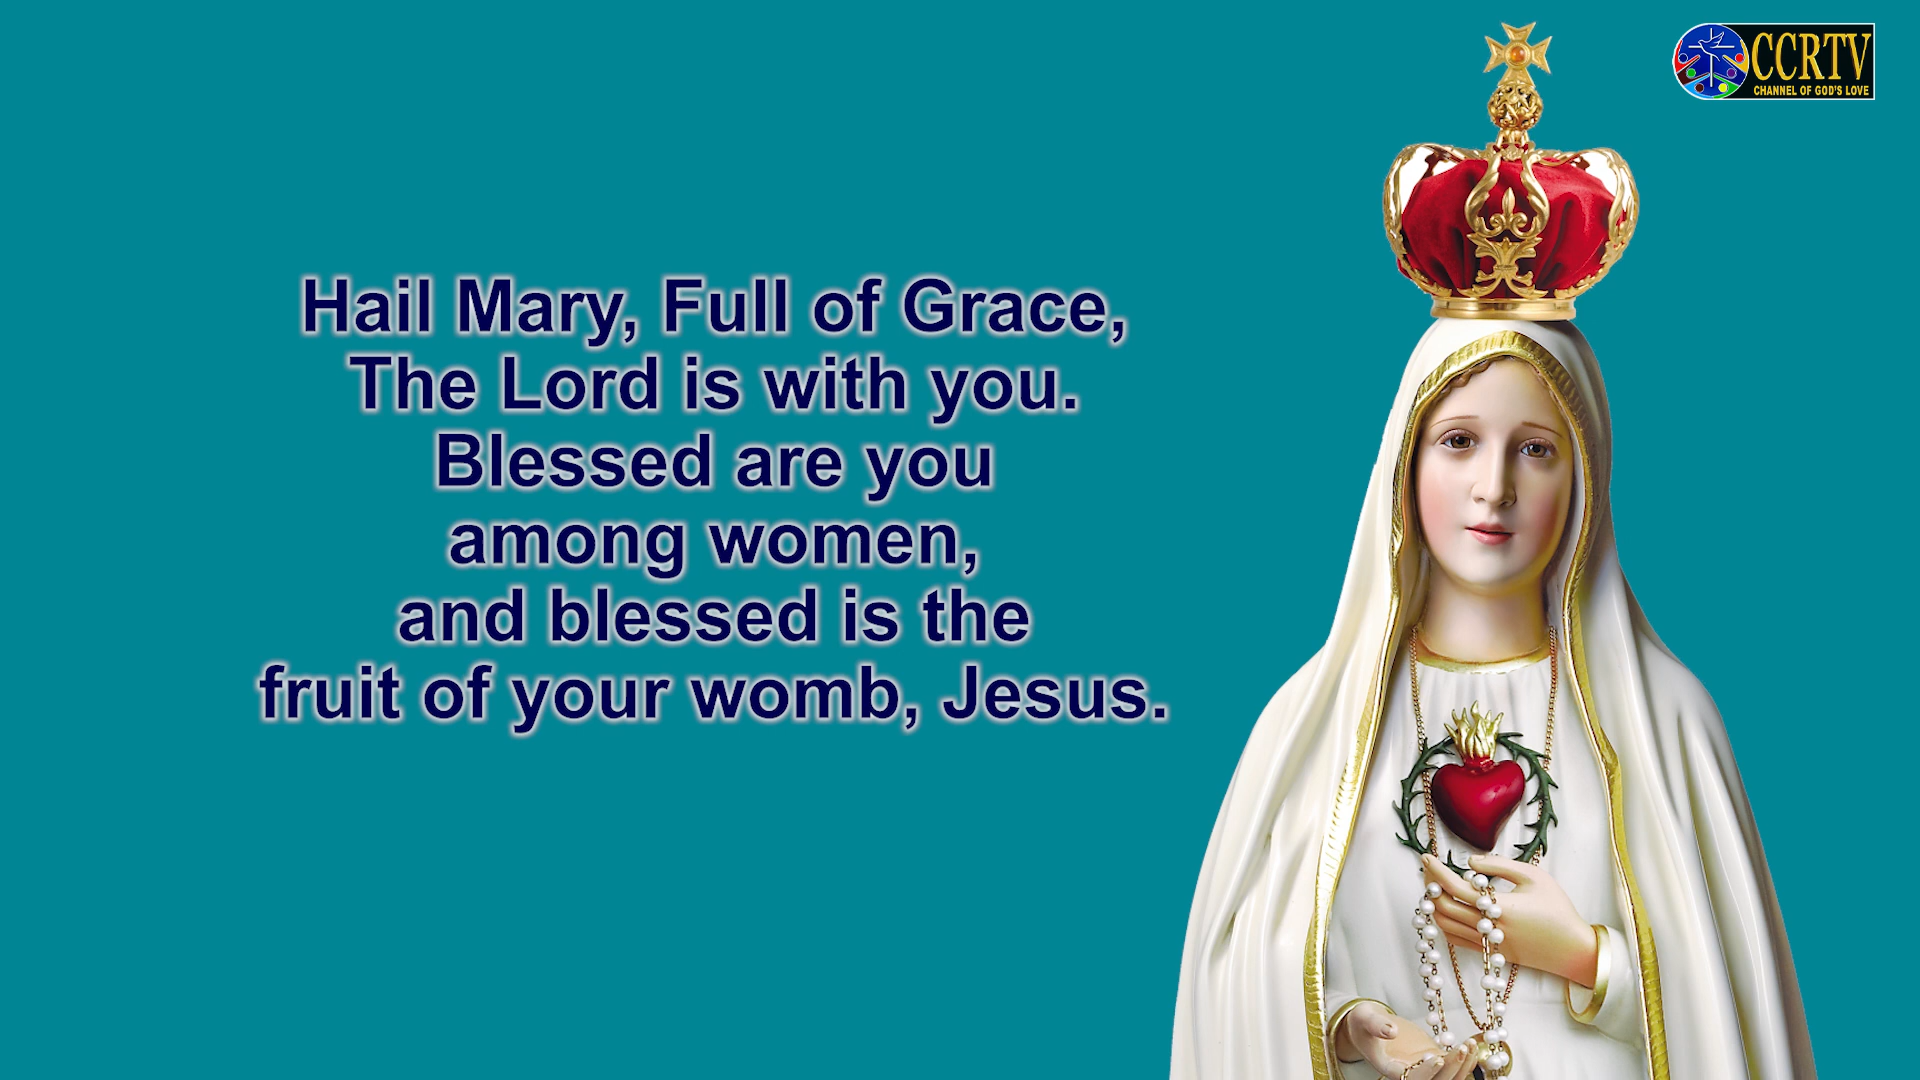 Hail Mary, Full of Grace,
The Lord is with you.
Blessed are you
among women,
and blessed is the
fruit of your womb, Jesus.
CCRTV
CHANNEL OF GOD'S LOVE